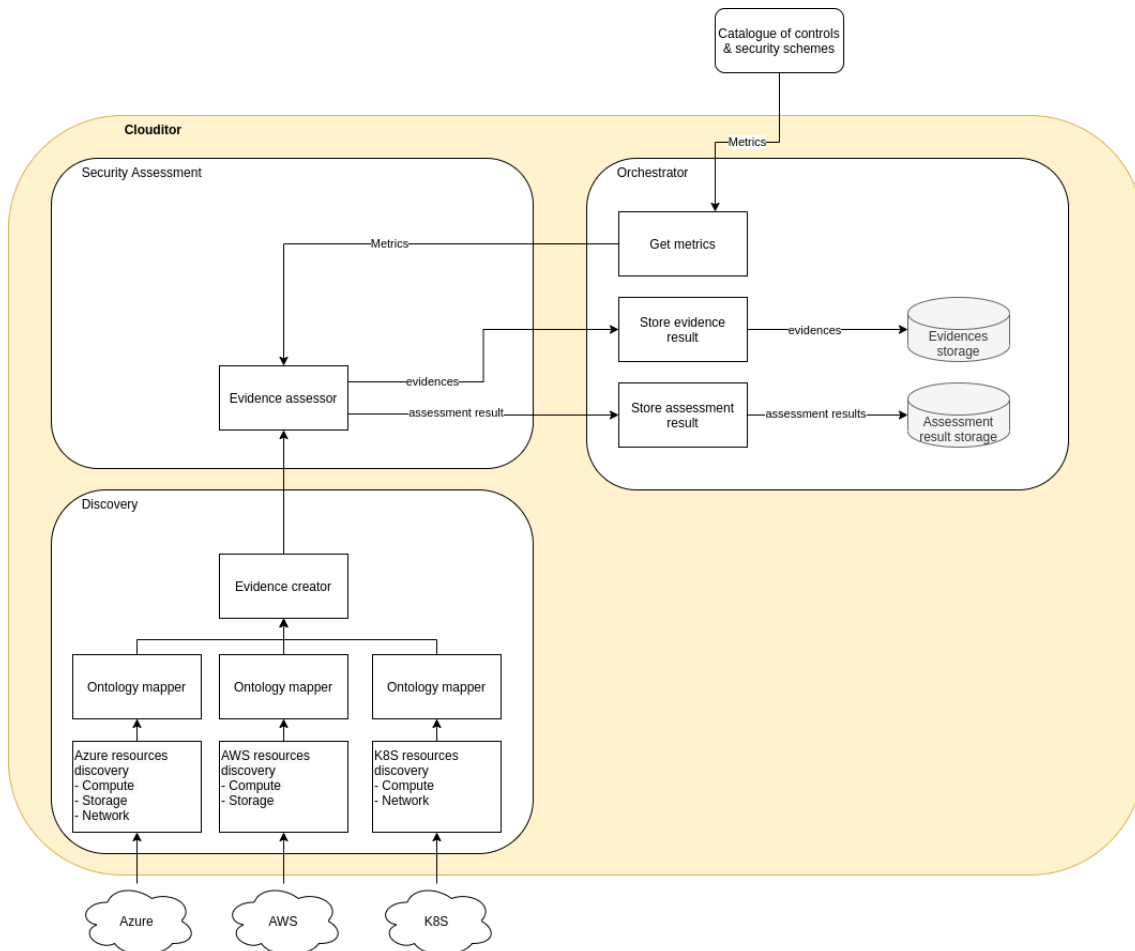 Catalogue of controls
& security schemes
Clouditor
Metrics
Security Assessment
Orchestrator
Metrics
Get metrics
Store evidence
result
evidences
Evidences
storage
Evidence assessor
evidences
assessment result
Store assessment
result
assessment results
Assessment
result storage
Discovery
Evidence creator
Ontology mapper
Ontology mapper
Ontology mapper
Azure resources
discovery
- Compute
- Storage
- Network
AWS resources
discovery
- Compute
- Storage
K8S resources
discovery
- Compute
- Network
Azure
AWS
K8S